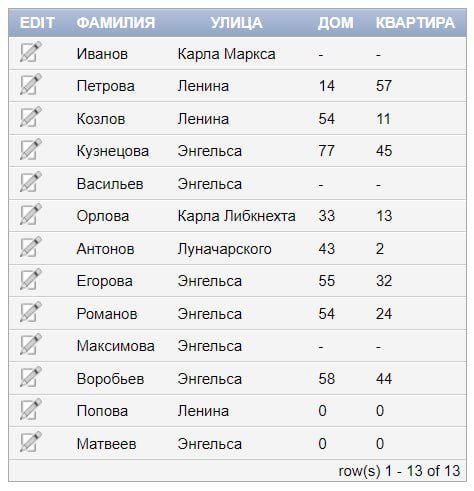 EDIT ФАМИЛИЯ УЛИЦА ДОМ КВАРТИРА
Иванов Карла Маркса - -
Петрова Ленина 14 57
Козлов Ленина 54 11
Кузнецова Энгельса 77 45
Васильев Энгельса - -
Орлова Карла Либкнехта 33 13
Антонов Луначарского 43 2
Егорова Энгельса 55 32
Романов Энгельса 54 24
Максимова Энгельса - -
Воробьев Энгельса 58 44
Попова Ленина 0 0
Матвеев Энгельса 0 0
row(s) 1 - 13 of 13